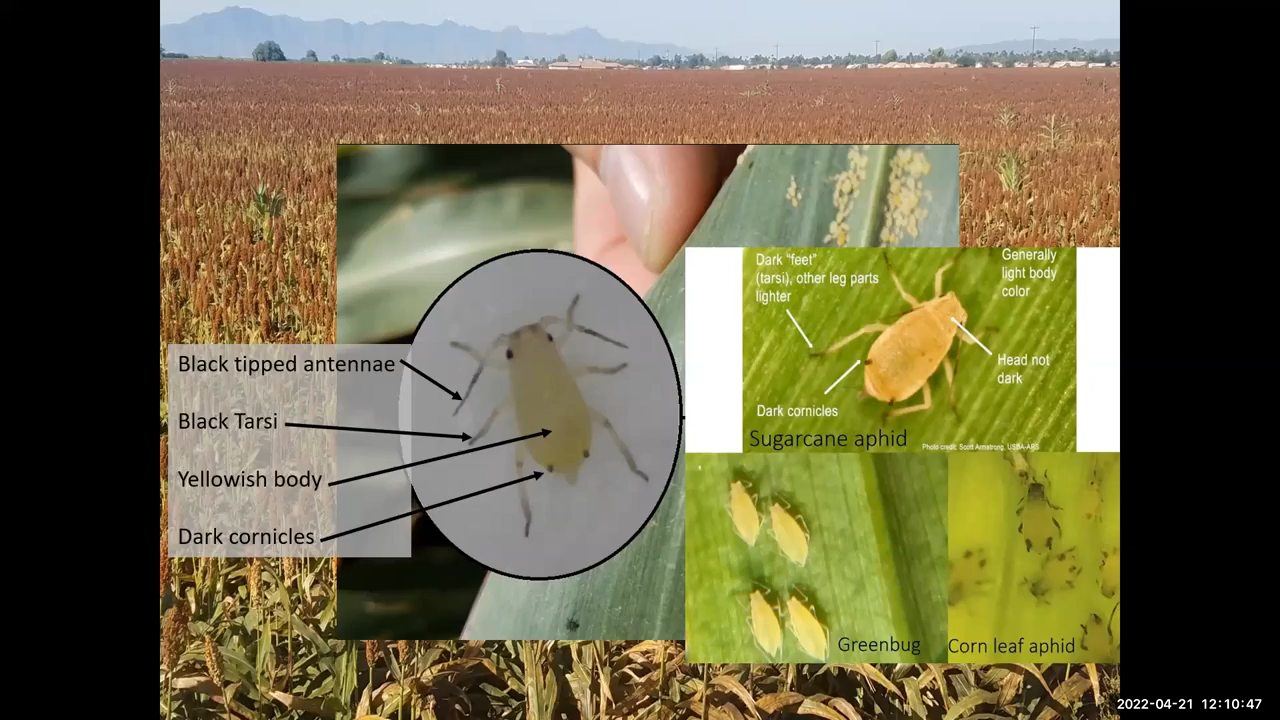 Black tipped antennae
Black Tarsi
Yellowish body
Dark cornicles
Dark “feet”
(tarsi), other leg parts
lighter
Generally
light body
color
Head not
dark
Dark cornicles
Sugarcane aphid
Photo credit, Scott Armstrong, USDA-ARS
Greenbug
Corn leaf aphid
2022-04-21 12:10:47